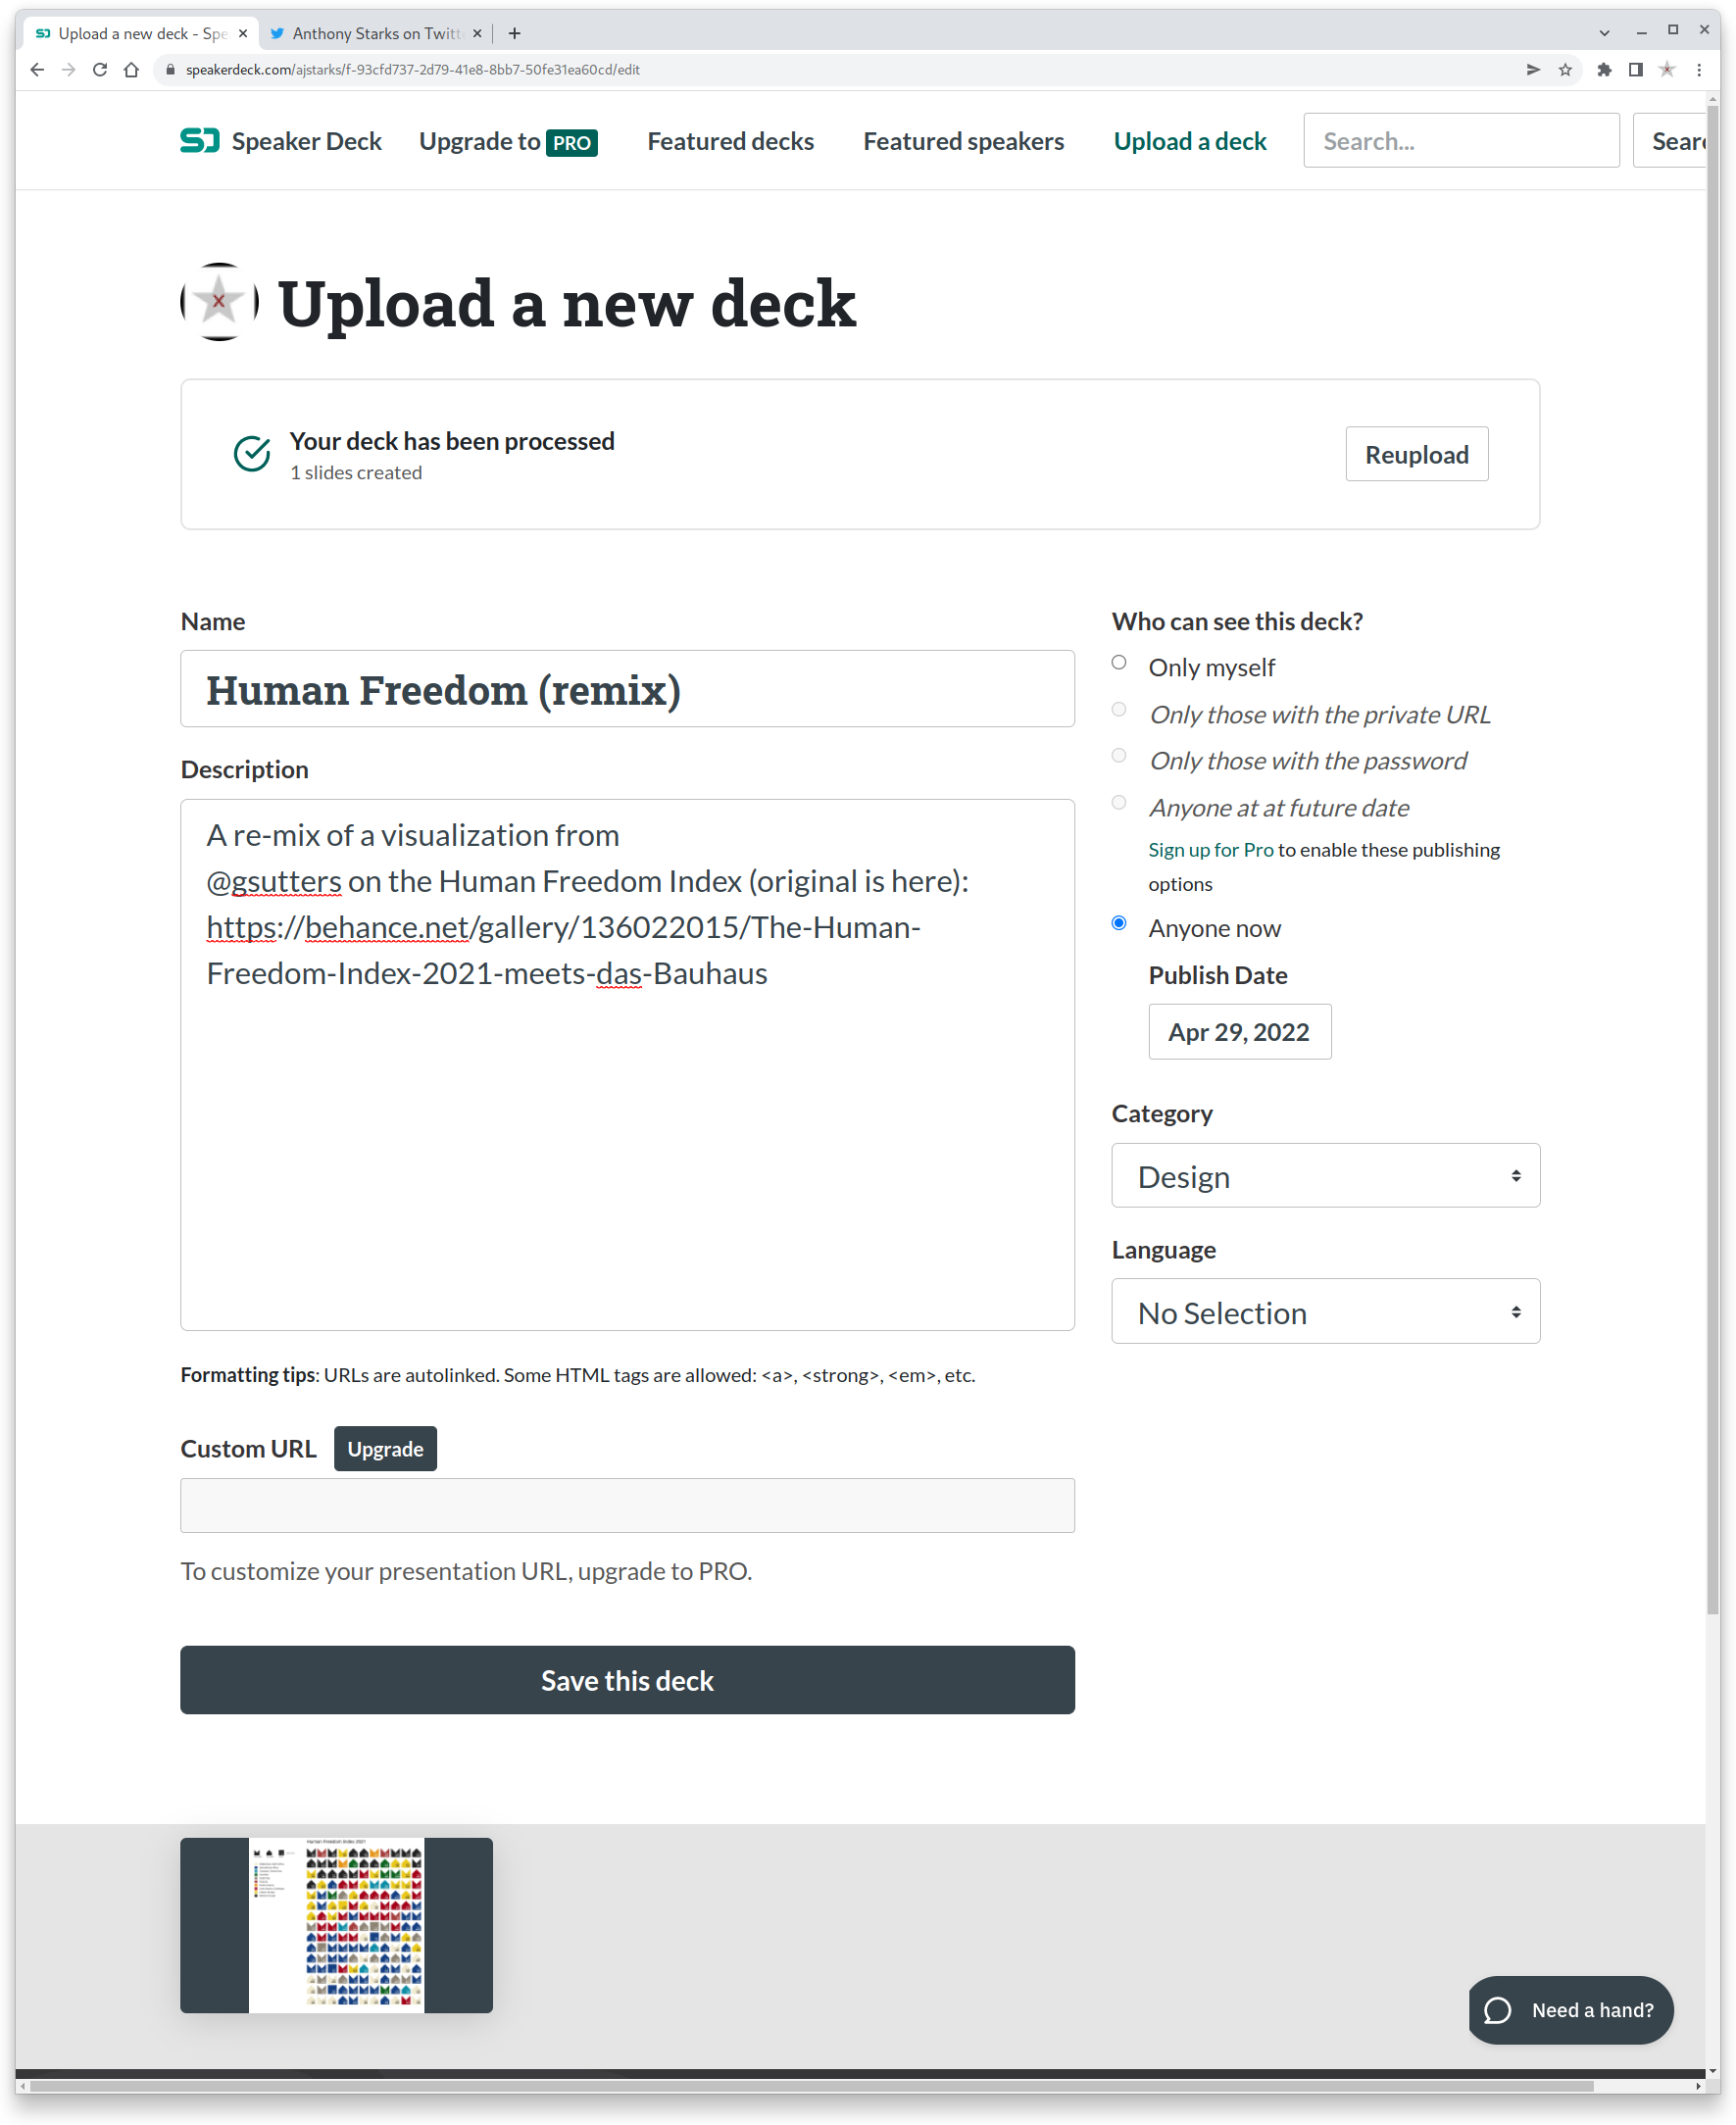 Upload a new deck - Spe
Anthony Starks on Twitt
speakerdeck.com/ajstarks/f-93cfd737-2d79-41e8-8bb7-50fe31ea60cd/edit
Speaker Deck Upgrade to PRO Featured decks Featured speakers Upload a deck Search... Sear
Upload a new deck
Your deck has been processed
1 slides created
Reupload
Name
Human Freedom (remix)
Description
A re-mix of a visualization from
@gsutters on the Human Freedom Index (original is here):
https://behance.net/gallery/136022015/The-Human-
Freedom-Index-2021-meets-das-Bauhaus
Formatting tips: URLs are autolinked. Some HTML tags are allowed: <a>, <strong>, <em>, etc.
Custom URL Upgrade
To customize your presentation URL, upgrade to PRO.
Save this deck
Who can see this deck?
Only myself
Only those with the private URL
Only those with the password
Anyone at at future date
Sign up for Pro to enable these publishing
options
Anyone now
Publish Date
Apr 29, 2022
Category
Design
Language
No Selection
Human Freedom Index 2021
Need a hand?